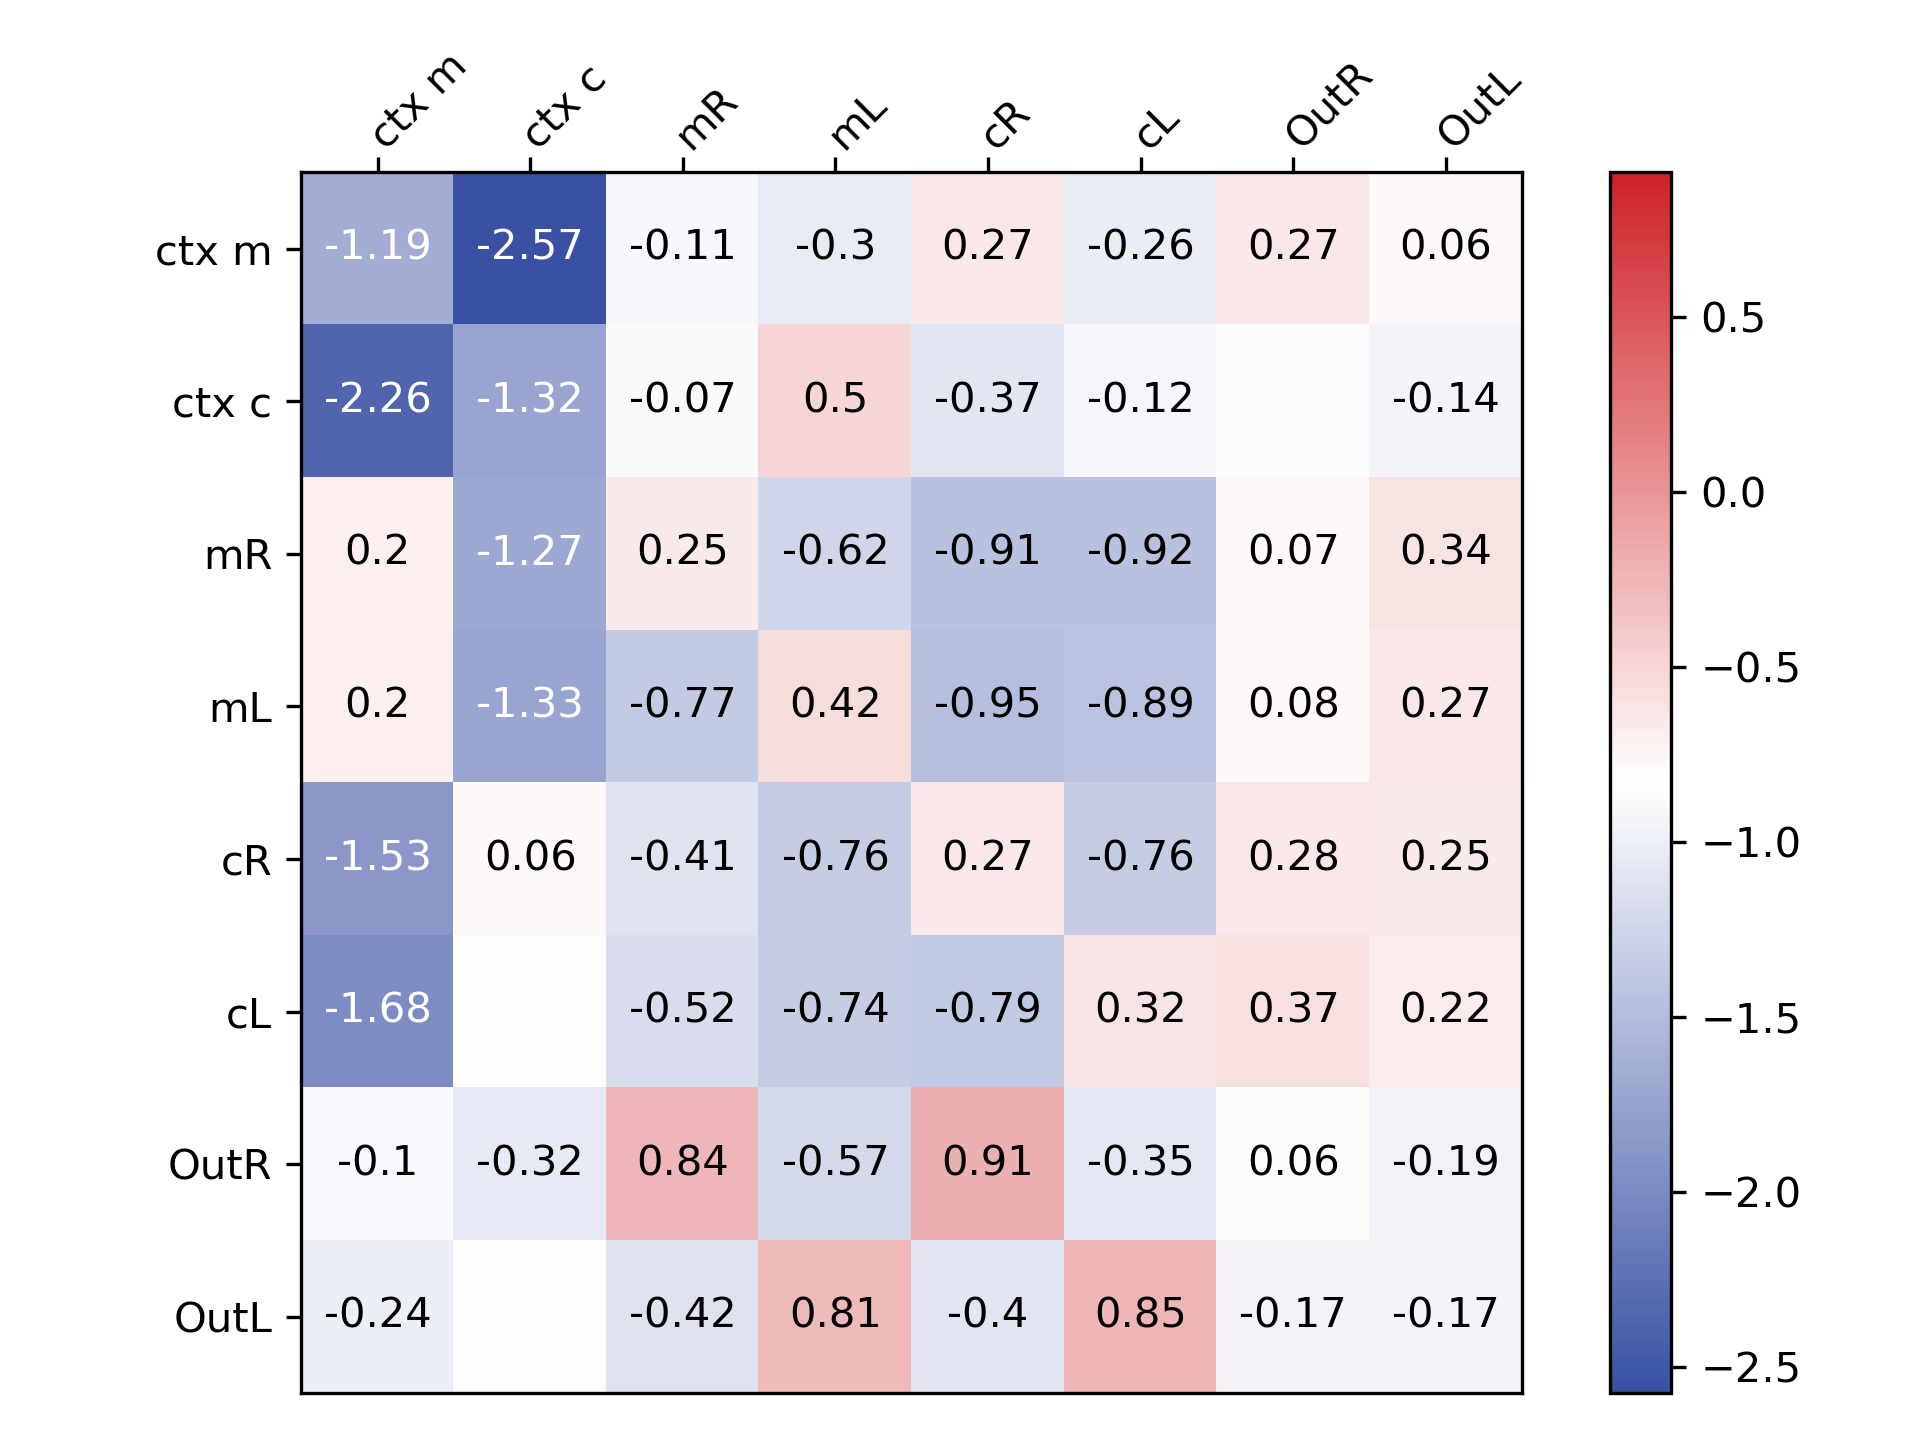 ctx m ctx c mR mL cR cL OutR OutL
ctx m -1.19 -2.57 -0.11 -0.3 0.27 -0.26 0.27 0.06
ctx c -2.26 -1.32 -0.07 0.5 -0.37 -0.12 -0.14
mR 0.2 -1.27 0.25 -0.62 -0.91 -0.92 0.07 0.34
mL 0.2 -1.33 -0.77 0.42 -0.95 -0.89 0.08 0.27
cR -1.53 0.06 -0.41 -0.76 0.27 -0.76 0.28 0.25
cL -1.68 -0.52 -0.74 -0.79 0.32 0.37 0.22
OutR -0.1 -0.32 0.84 -0.57 0.91 -0.35 0.06 -0.19
OutL -0.24 -0.42 0.81 -0.4 0.85 -0.17 -0.17
0.5
0.0
−0.5
−1.0
−1.5
−2.0
−2.5